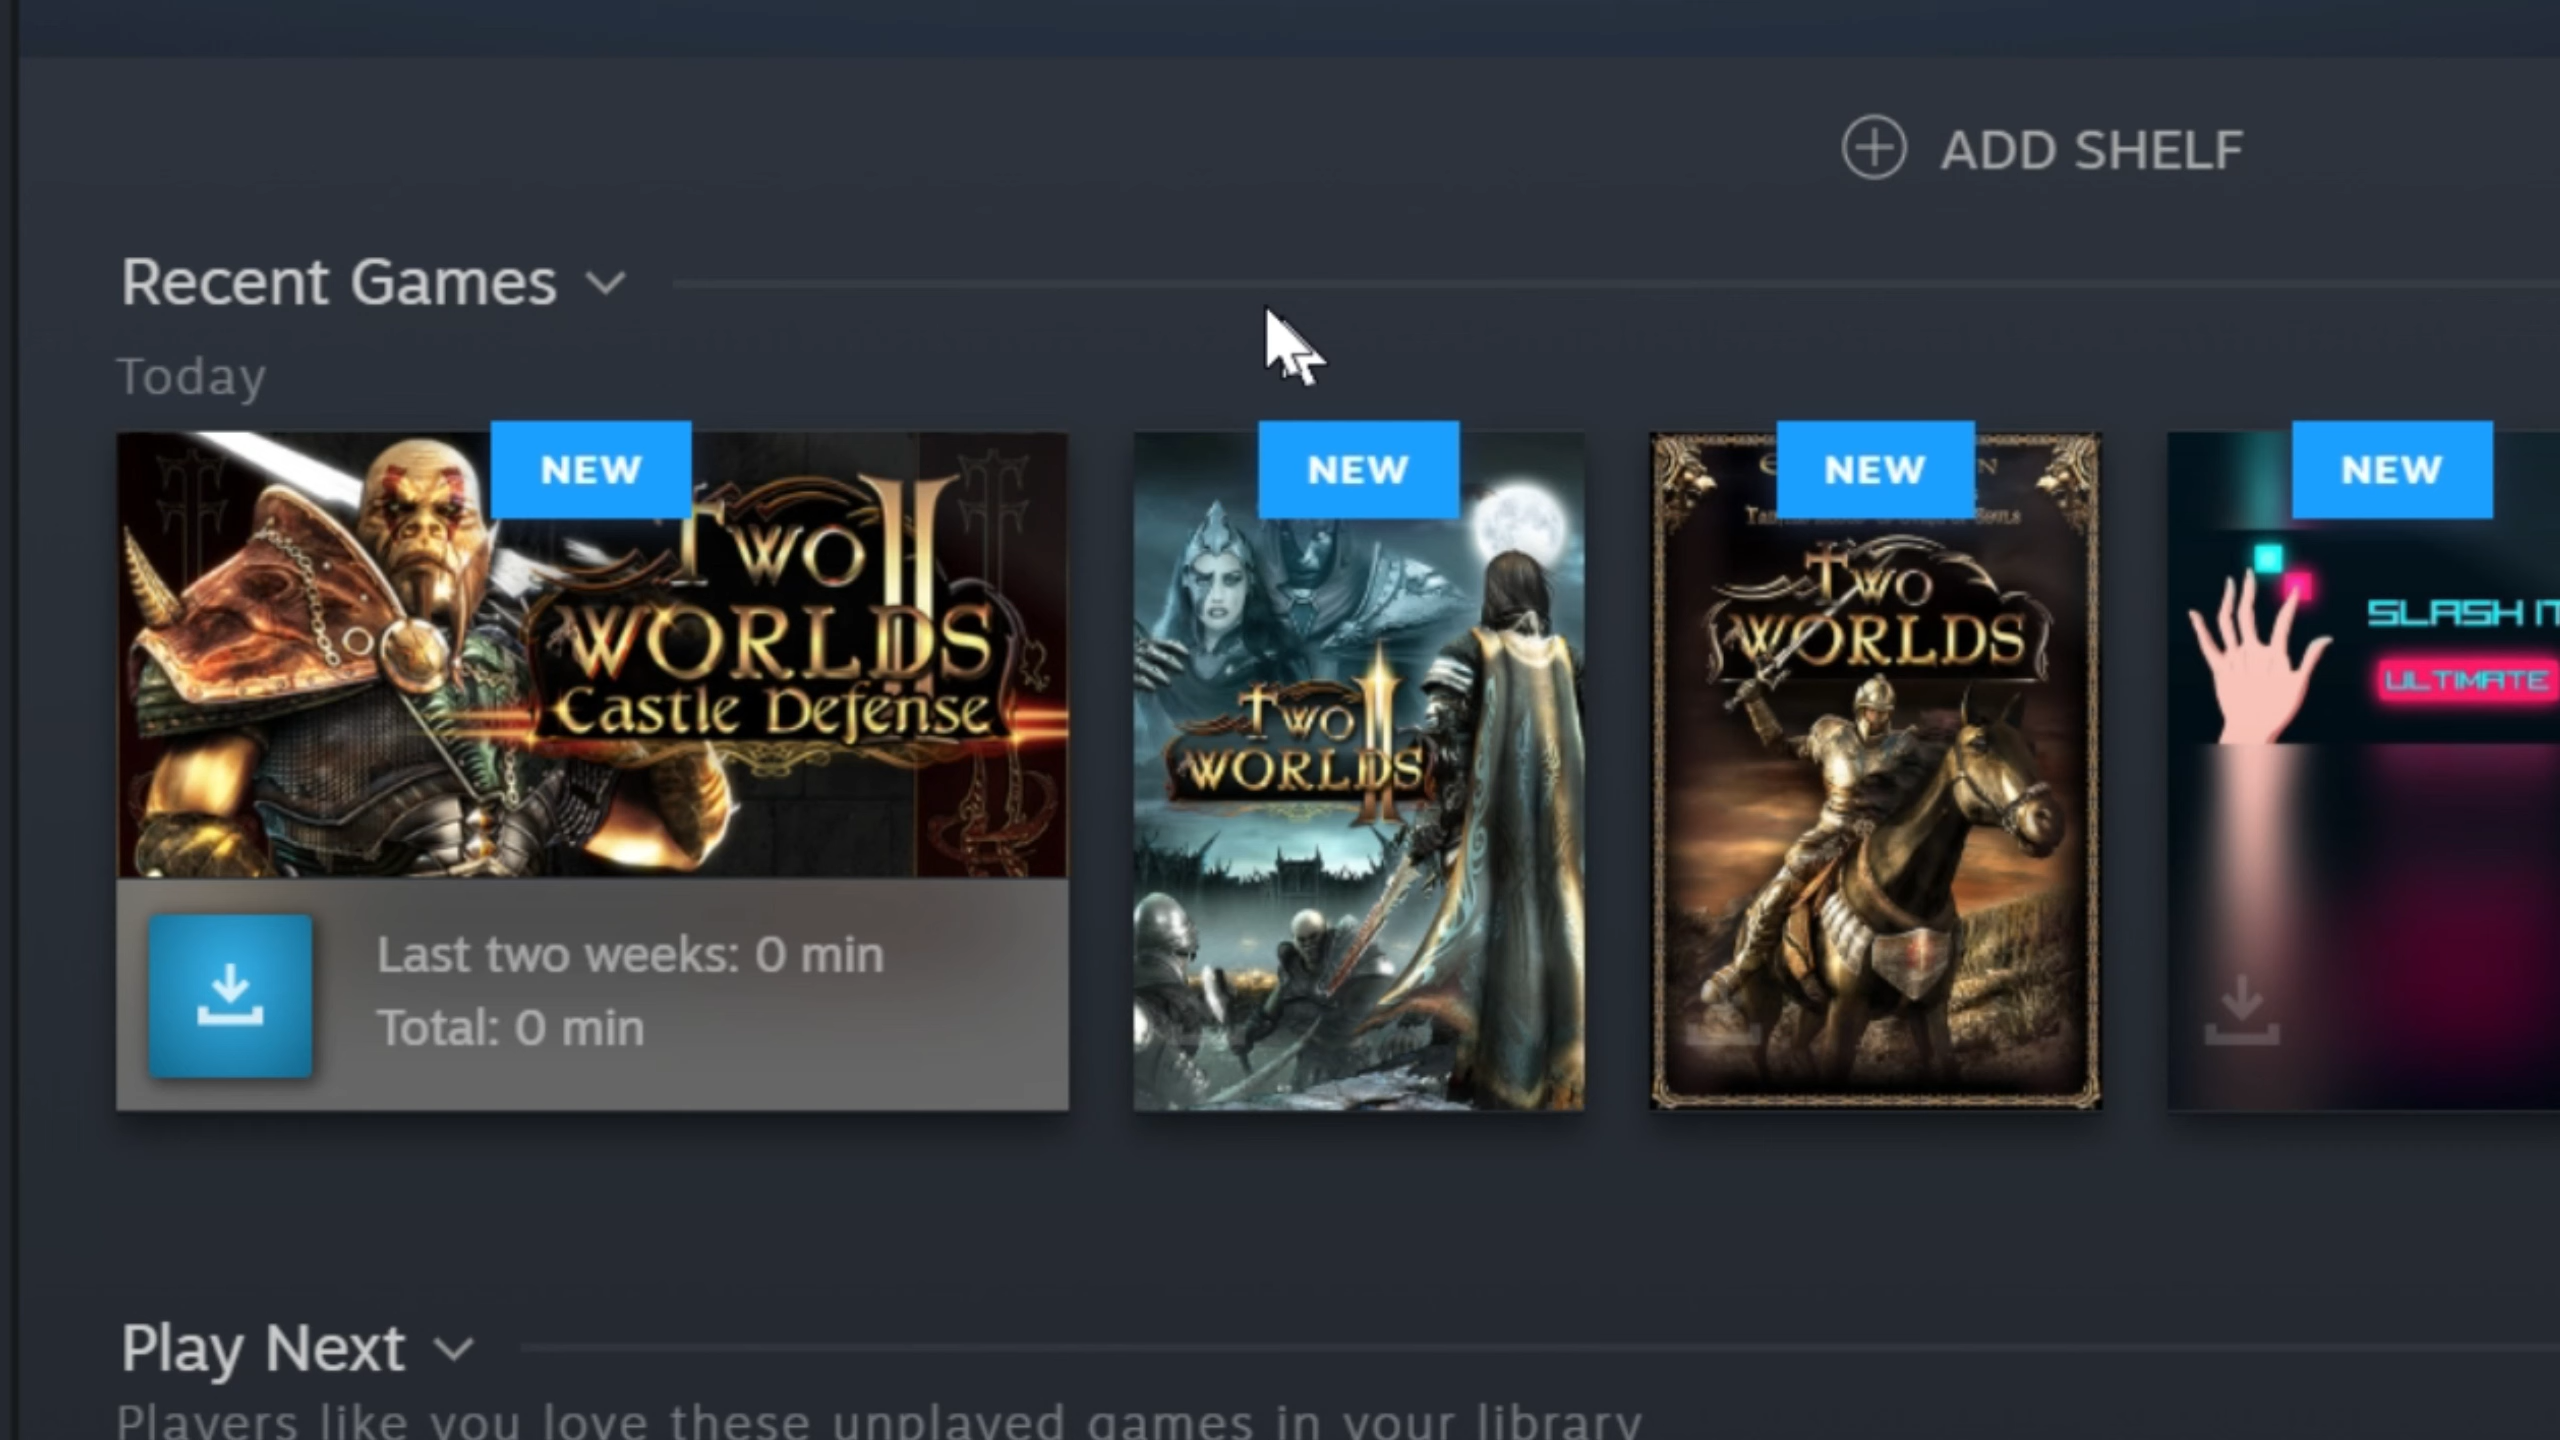 ADD SHELF
Recent Games
Today
NEW
TWO
WORLDS II
Castle Defense
Last two weeks: 0 min
Total: 0 min
NEW
TWO
WORLDS II
NEW
TWO
WORLDS
NEW
SLASH IT
ULTIMATE
Play Next
Players like you love these unplayed games in your library